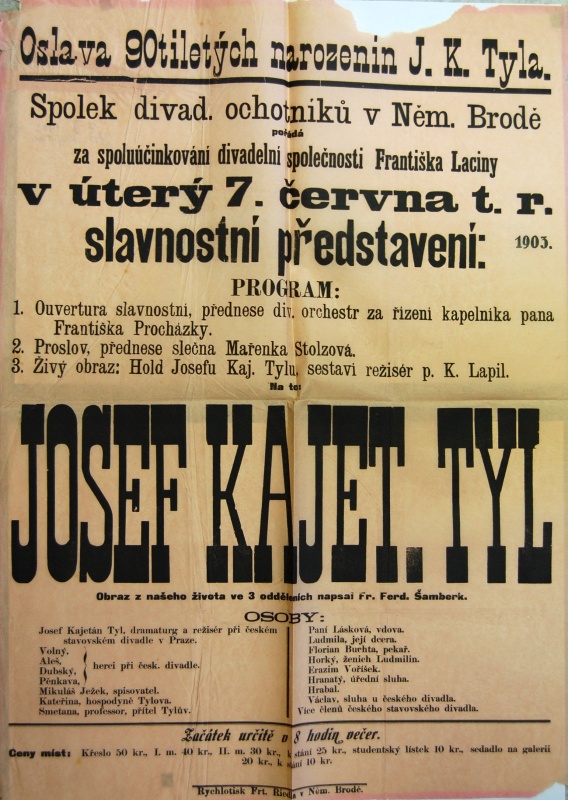 Oslava 90tiletých narozenin J. K. Tyla.
Spolek divad. ochotníků v Něm. Brodě
pořádá
za spoluúčinkování divadelní společnosti Františka Laciny
v úterý 7. června t. r.
slavnostní představení:
1903.
PROGRAM:
1. Ouvertura slavnostní, přednese div. orchestr za řízení kapelníka pana
Františka Procházky.
2. Proslov, přednese slečna Mařenka Stolzová.
3. Živý obraz: Hold Josefu Kaj. Tylu, sestaví režisér p. K. Lapil.
Na to:
JOSEF KAJET. TYL
Obraz z našeho života ve 3 odděleních napsal Fr. Ferd. Šamberk.
OSOBY:
Josef Kajetán Tyl, dramaturg a režisér při českém
stavovském divadle v Praze.
Volný,
Aleš,
Dubský,
Pěnkava,
herci při česk. divadle.
Mikuláš Ježek, spisovatel.
Kateřina, hospodyně Tylova.
Smetana, professor, přítel Tylův.
Paní Lásková, vdova.
Ludmila, její dcera.
Florian Buchta, pekař.
Horký, ženich Ludmilin.
Erazim Voříšek.
Hranatý, úřední sluha.
Hrabal.
Václav, sluha u českého divadla.
Více členů českého stavovského divadla.
Začátek určitě v 8 hodin večer.
Ceny míst: Křeslo 50 kr., I. m. 40 kr., II. m. 30 kr., k stání 25 kr., studentský lístek 10 kr., sedadlo na galerii
20 kr., k stání 10 kr.
Rychlotisk Frt. Riedla v Něm. Brodě.